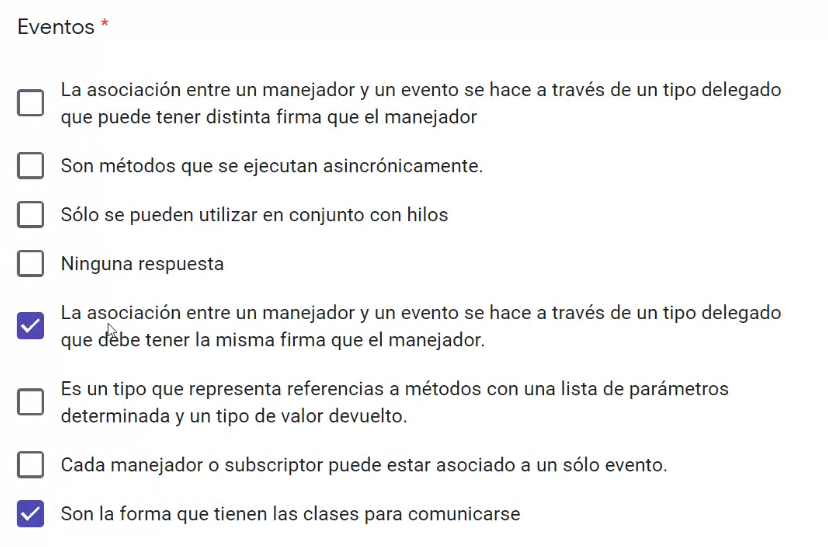 Eventos *
La asociación entre un manejador y un evento se hace a través de un tipo delegado
que puede tener distinta firma que el manejador
Son métodos que se ejecutan asincrónicamente.
Sólo se pueden utilizar en conjunto con hilos
Ninguna respuesta
La asociación entre un manejador y un evento se hace a través de un tipo delegado
que debe tener la misma firma que el manejador.
Es un tipo que representa referencias a métodos con una lista de parámetros
determinada y un tipo de valor devuelto.
Cada manejador o subscriptor puede estar asociado a un sólo evento.
Son la forma que tienen las clases para comunicarse